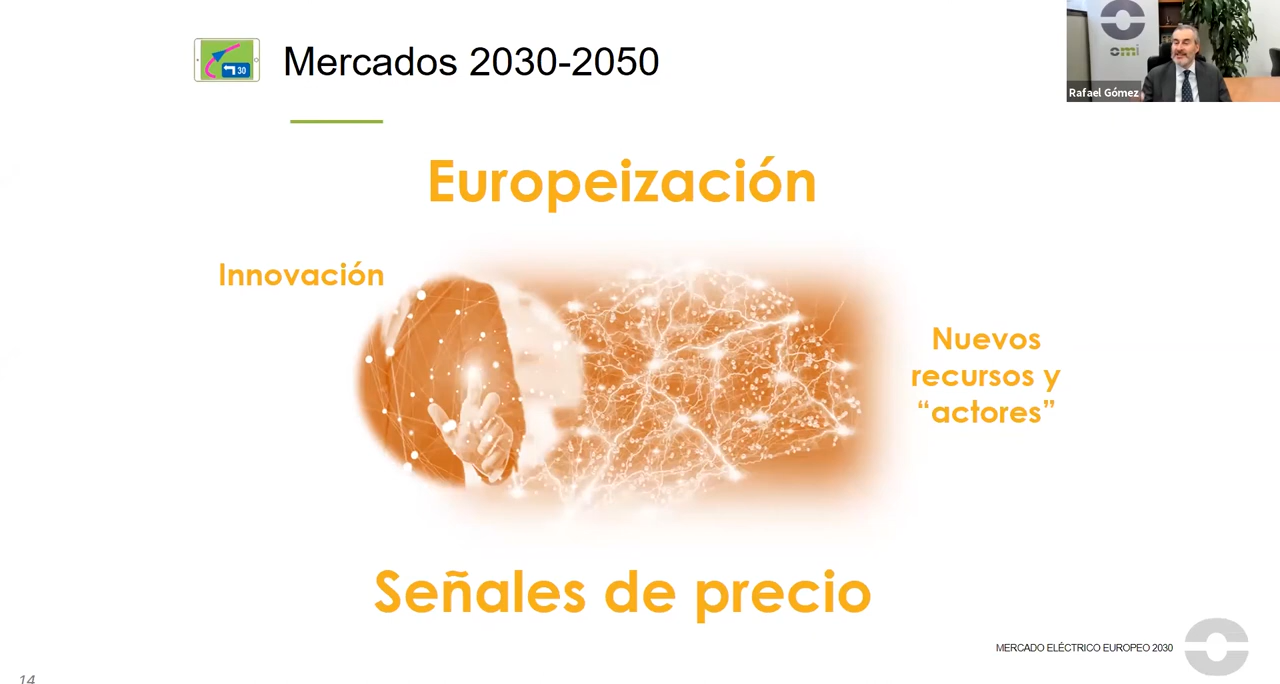 Mercados 2030-2050
30
omi
Rafael Gómez
Europeización
Innovación
Nuevos
recursos y
“actores”
Señales de precio
MERCADO ELÉCTRICO EUROPEO 2030
14